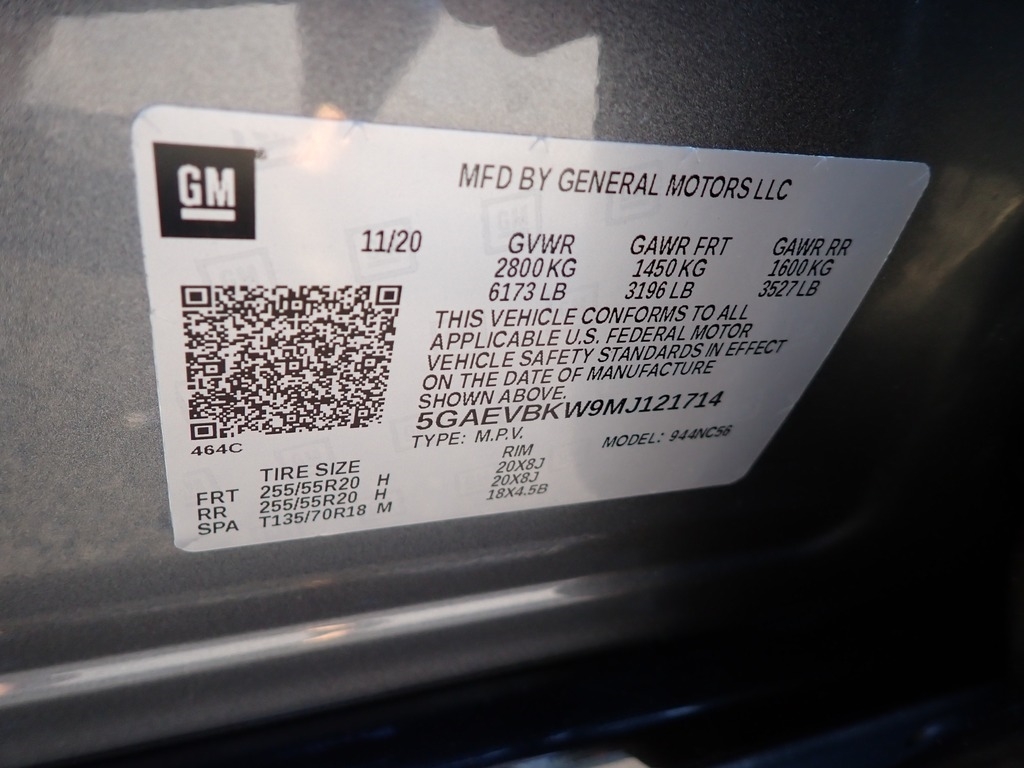 GM
MFD BY GENERAL MOTORS LLC
11/20 GVWR GAWR FRT GAWR RR
2800 KG 1450 KG 1600 KG
6173 LB 3196 LB 3527 LB
THIS VEHICLE CONFORMS TO ALL
APPLICABLE U.S. FEDERAL MOTOR
VEHICLE SAFETY STANDARDS IN EFFECT
ON THE DATE OF MANUFACTURE
SHOWN ABOVE.
5GAEVBKW9MJ121714
TYPE: M.P.V. MODEL: 944NC56
464C
TIRE SIZE RIM
FRT 255/55R20 H 20X8J
RR 255/55R20 H 20X8J
SPA T135/70R18 M 18X4.5B